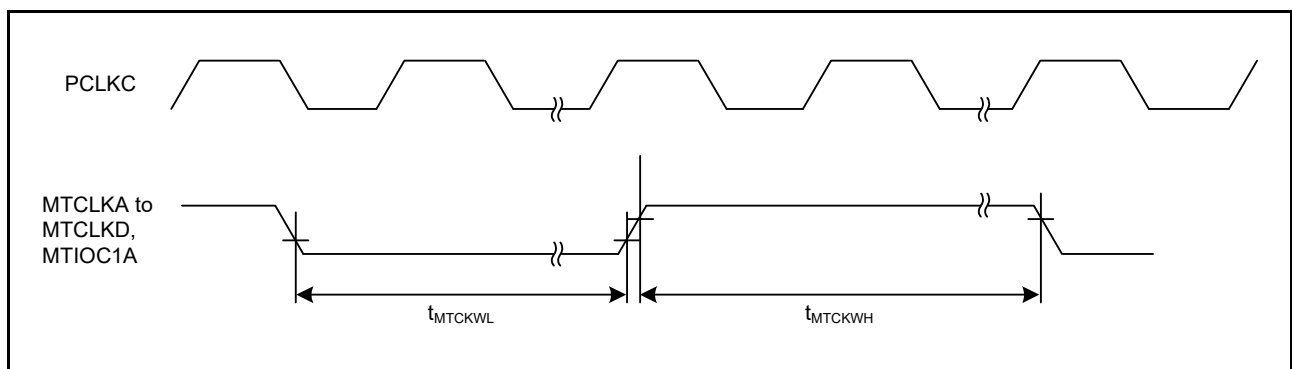 PCLKC
MTCLKA to
MTCLKD,
MTIOC1A
tMTCKWL
tMTCKWH